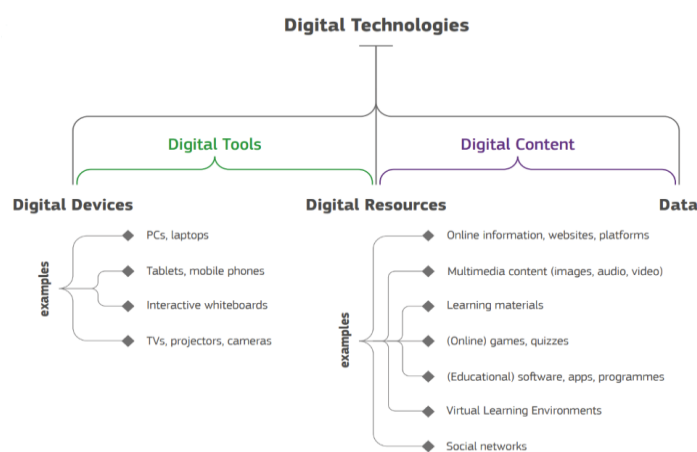 Digital Technologies
Digital Tools
Digital Content
Digital Devices
Digital Resources
Data
examples
PCs, laptops
Tablets, mobile phones
Interactive whiteboards
TVs, projectors, cameras
examples
Online information, websites, platforms
Multimedia content (images, audio, video)
Learning materials
(Online) games, quizzes
(Educational) software, apps, programmes
Virtual Learning Environments
Social networks